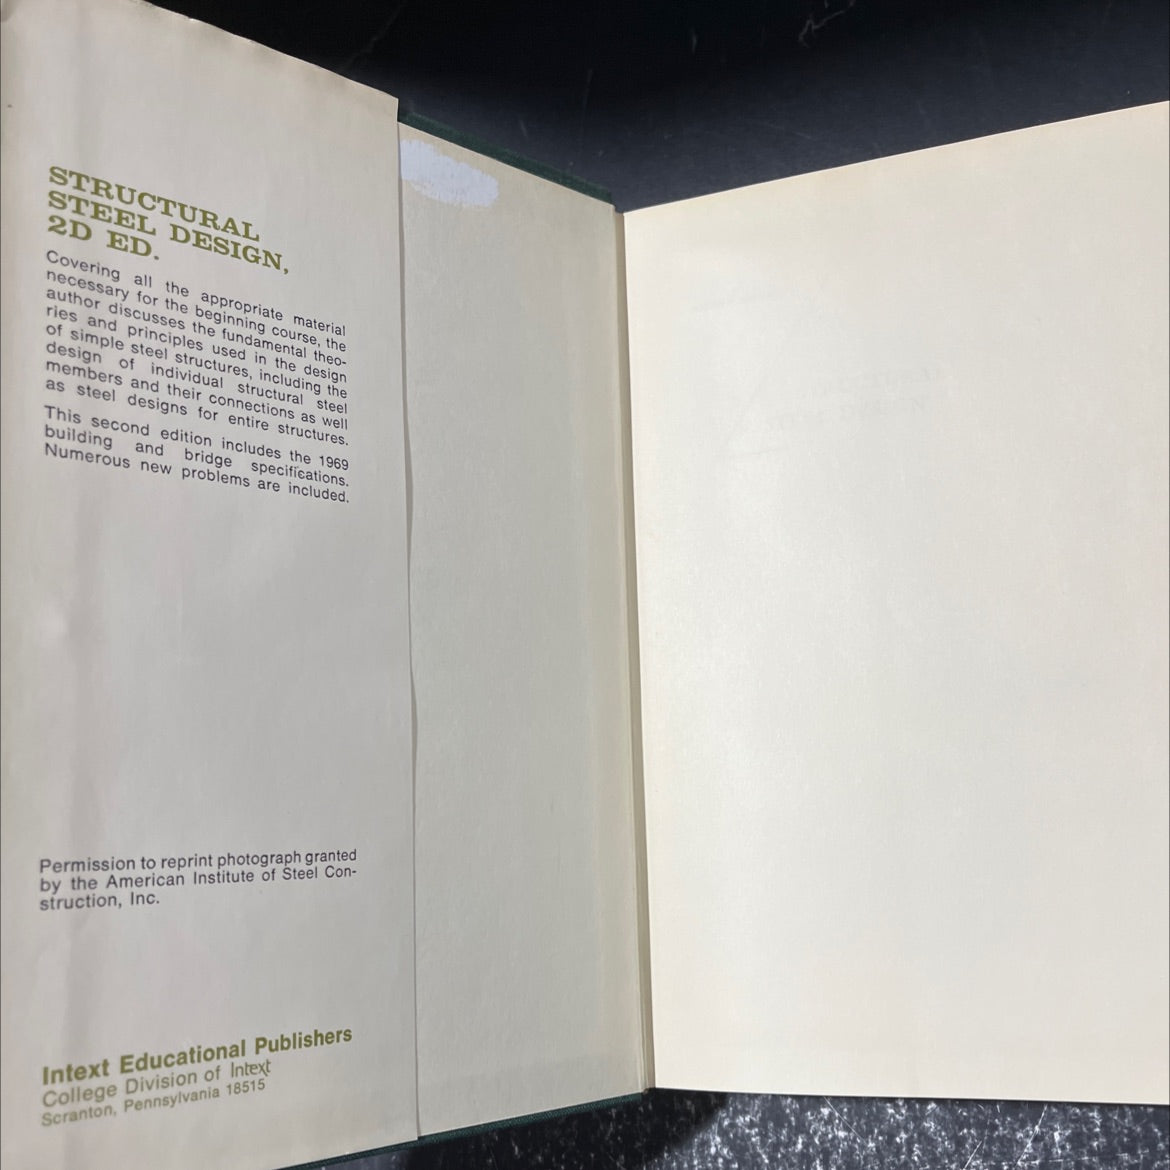 STRUCTURAL
STEEL DESIGN,
2D ED.
Covering all the appropriate material
necessary for the beginning course, the
author discusses the fundamental theo-
ries and principles used in the design
of simple steel structures, including the
design of individual structural steel
members and their connections as well
as steel designs for entire structures.
This second edition includes the 1969
building and bridge specifications.
Numerous new problems are included.
Permission to reprint photograph granted
by the American Institute of Steel Con-
struction, Inc.
Intext Educational Publishers
College Division of Intext
Scranton, Pennsylvania 18515